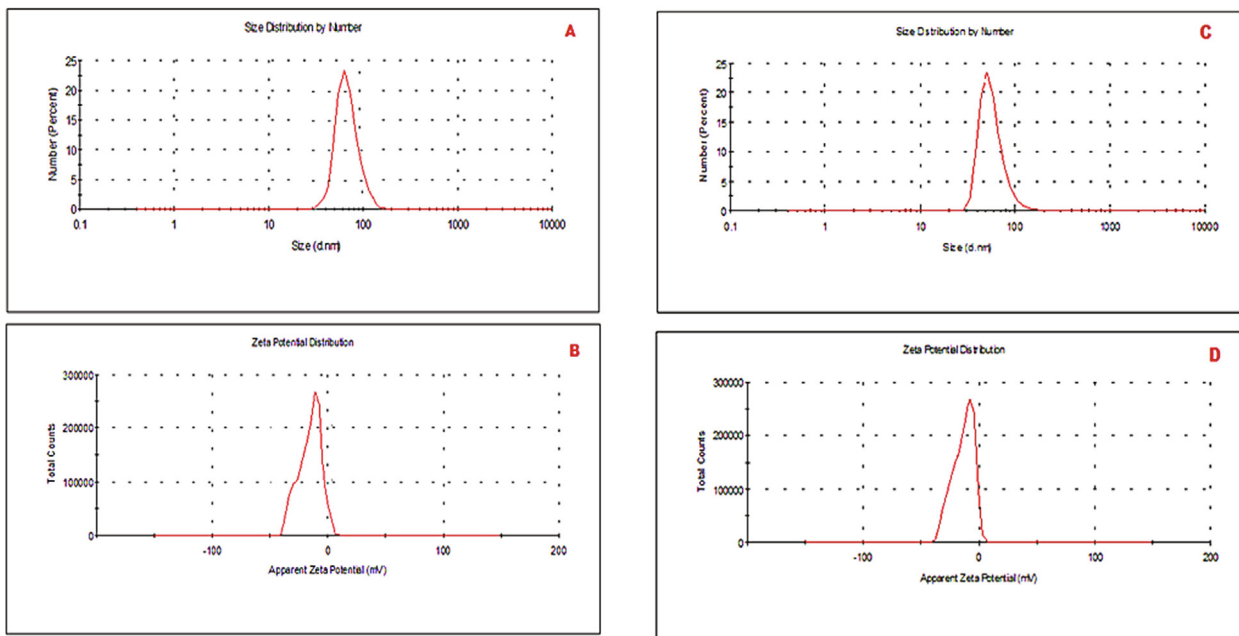 Size Distribution by Number
A
Number (Percent)
25
20
15
10
5
0
0.1 1 10 100 1000 10000
Size (d.nm)
Size Distribution by Number
C
Number (Percent)
25
20
15
10
5
0
0.1 1 10 100 1000 10000
Size (d.nm)
Zeta Potential Distribution
B
Total Counts
300000
200000
100000
0
-100 0 100 200
Apparent Zeta Potential (mV)
Zeta Potential Distribution
D
Total Counts
300000
200000
100000
0
-100 0 100 200
Apparent Zeta Potential (mV)